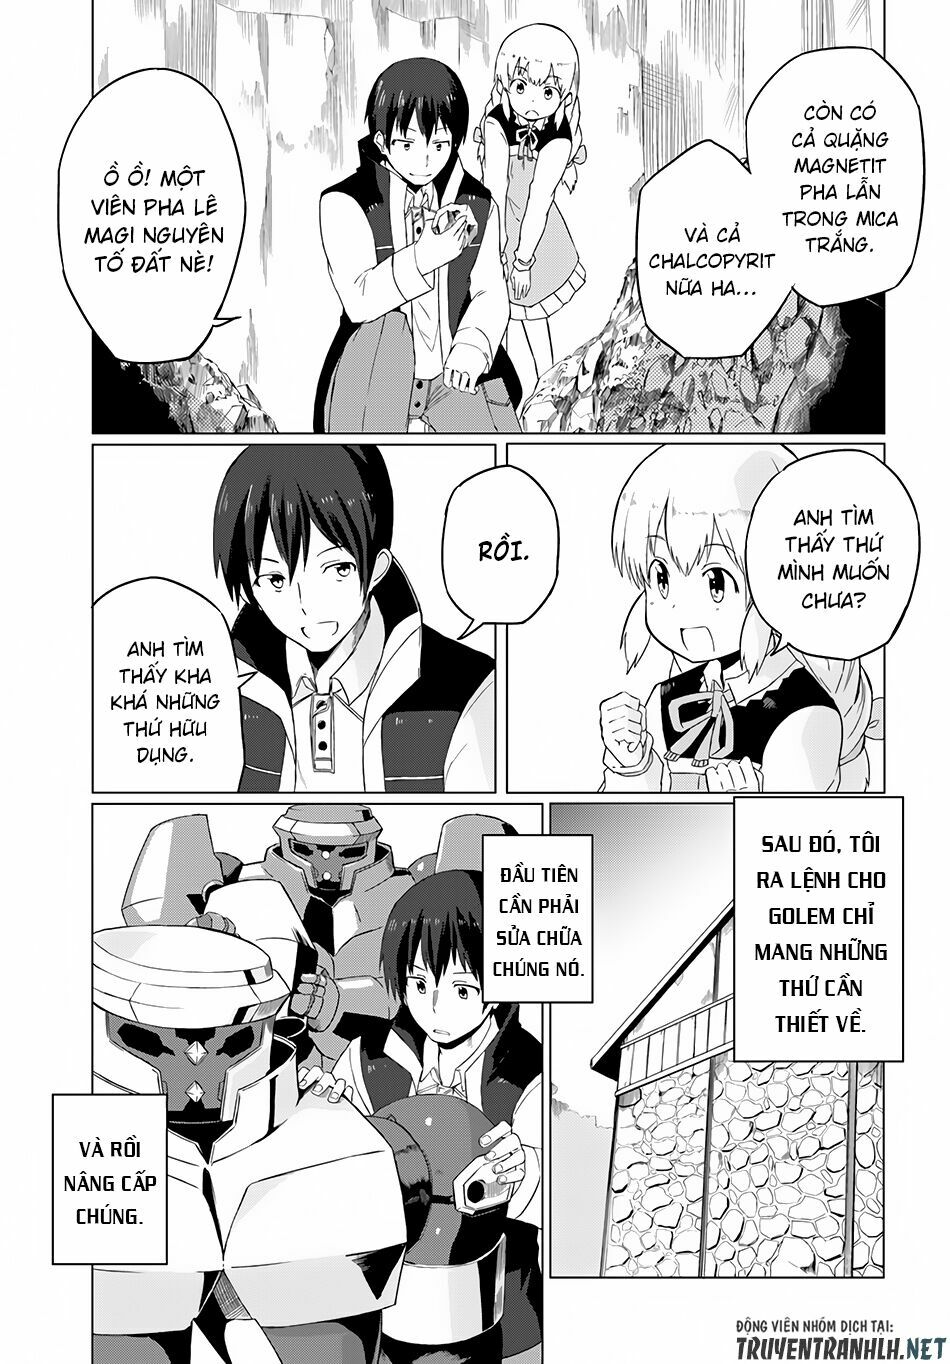 CÒN CÓ
CẢ QUẶNG
MAGNETIT
PHA LẪN
TRONG MICA
TRẮNG.
VÀ CẢ
CHALCOPYRIT
NỮA HA...
Ồ Ồ! MỘT
VIÊN PHA LÊ
MAGI NGUYÊN
TỐ ĐẤT NÈ!
ANH TÌM
THẤY THỨ
MÌNH MUỐN
CHƯA?
RỒI.
ANH TÌM
THẤY KHA
KHÁ NHỮNG
THỨ HỮU
DỤNG.
SAU ĐÓ, TÔI
RA LỆNH CHO
GOLEM CHỈ
MANG NHỮNG
THỨ CẦN
THIẾT VỀ.
ĐẦU TIÊN
CẦN PHẢI
SỬA CHỮA
CHÚNG NÓ.
VÀ RỒI
NÂNG CẤP
CHÚNG.
ĐỘNG VIÊN NHÓM DỊCH TẠI:
TRUYENTRANHLH.NET